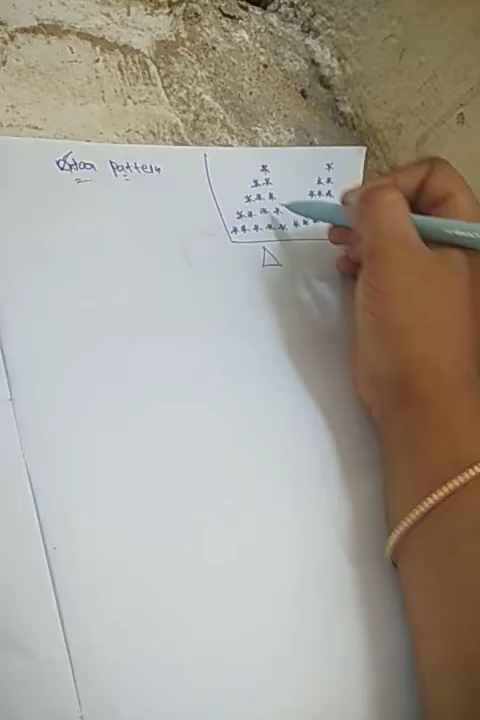 Star pattern
*         *
* *      * *
* * *    * * *
* * * *
* * * * *   * * *